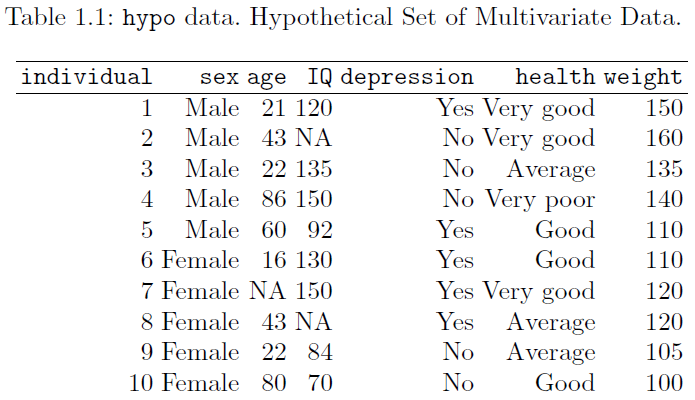 Table 1.1: hypo data. Hypothetical Set of Multivariate Data.
individual sex age IQ depression health weight
1 Male 21 120 Yes Very good 150
2 Male 43 NA No Very good 160
3 Male 22 135 No Average 135
4 Male 86 150 No Very poor 140
5 Male 60 92 Yes Good 110
6 Female 16 130 Yes Good 110
7 Female NA 150 Yes Very good 120
8 Female 43 NA Yes Average 120
9 Female 22 84 No Average 105
10 Female 80 70 No Good 100